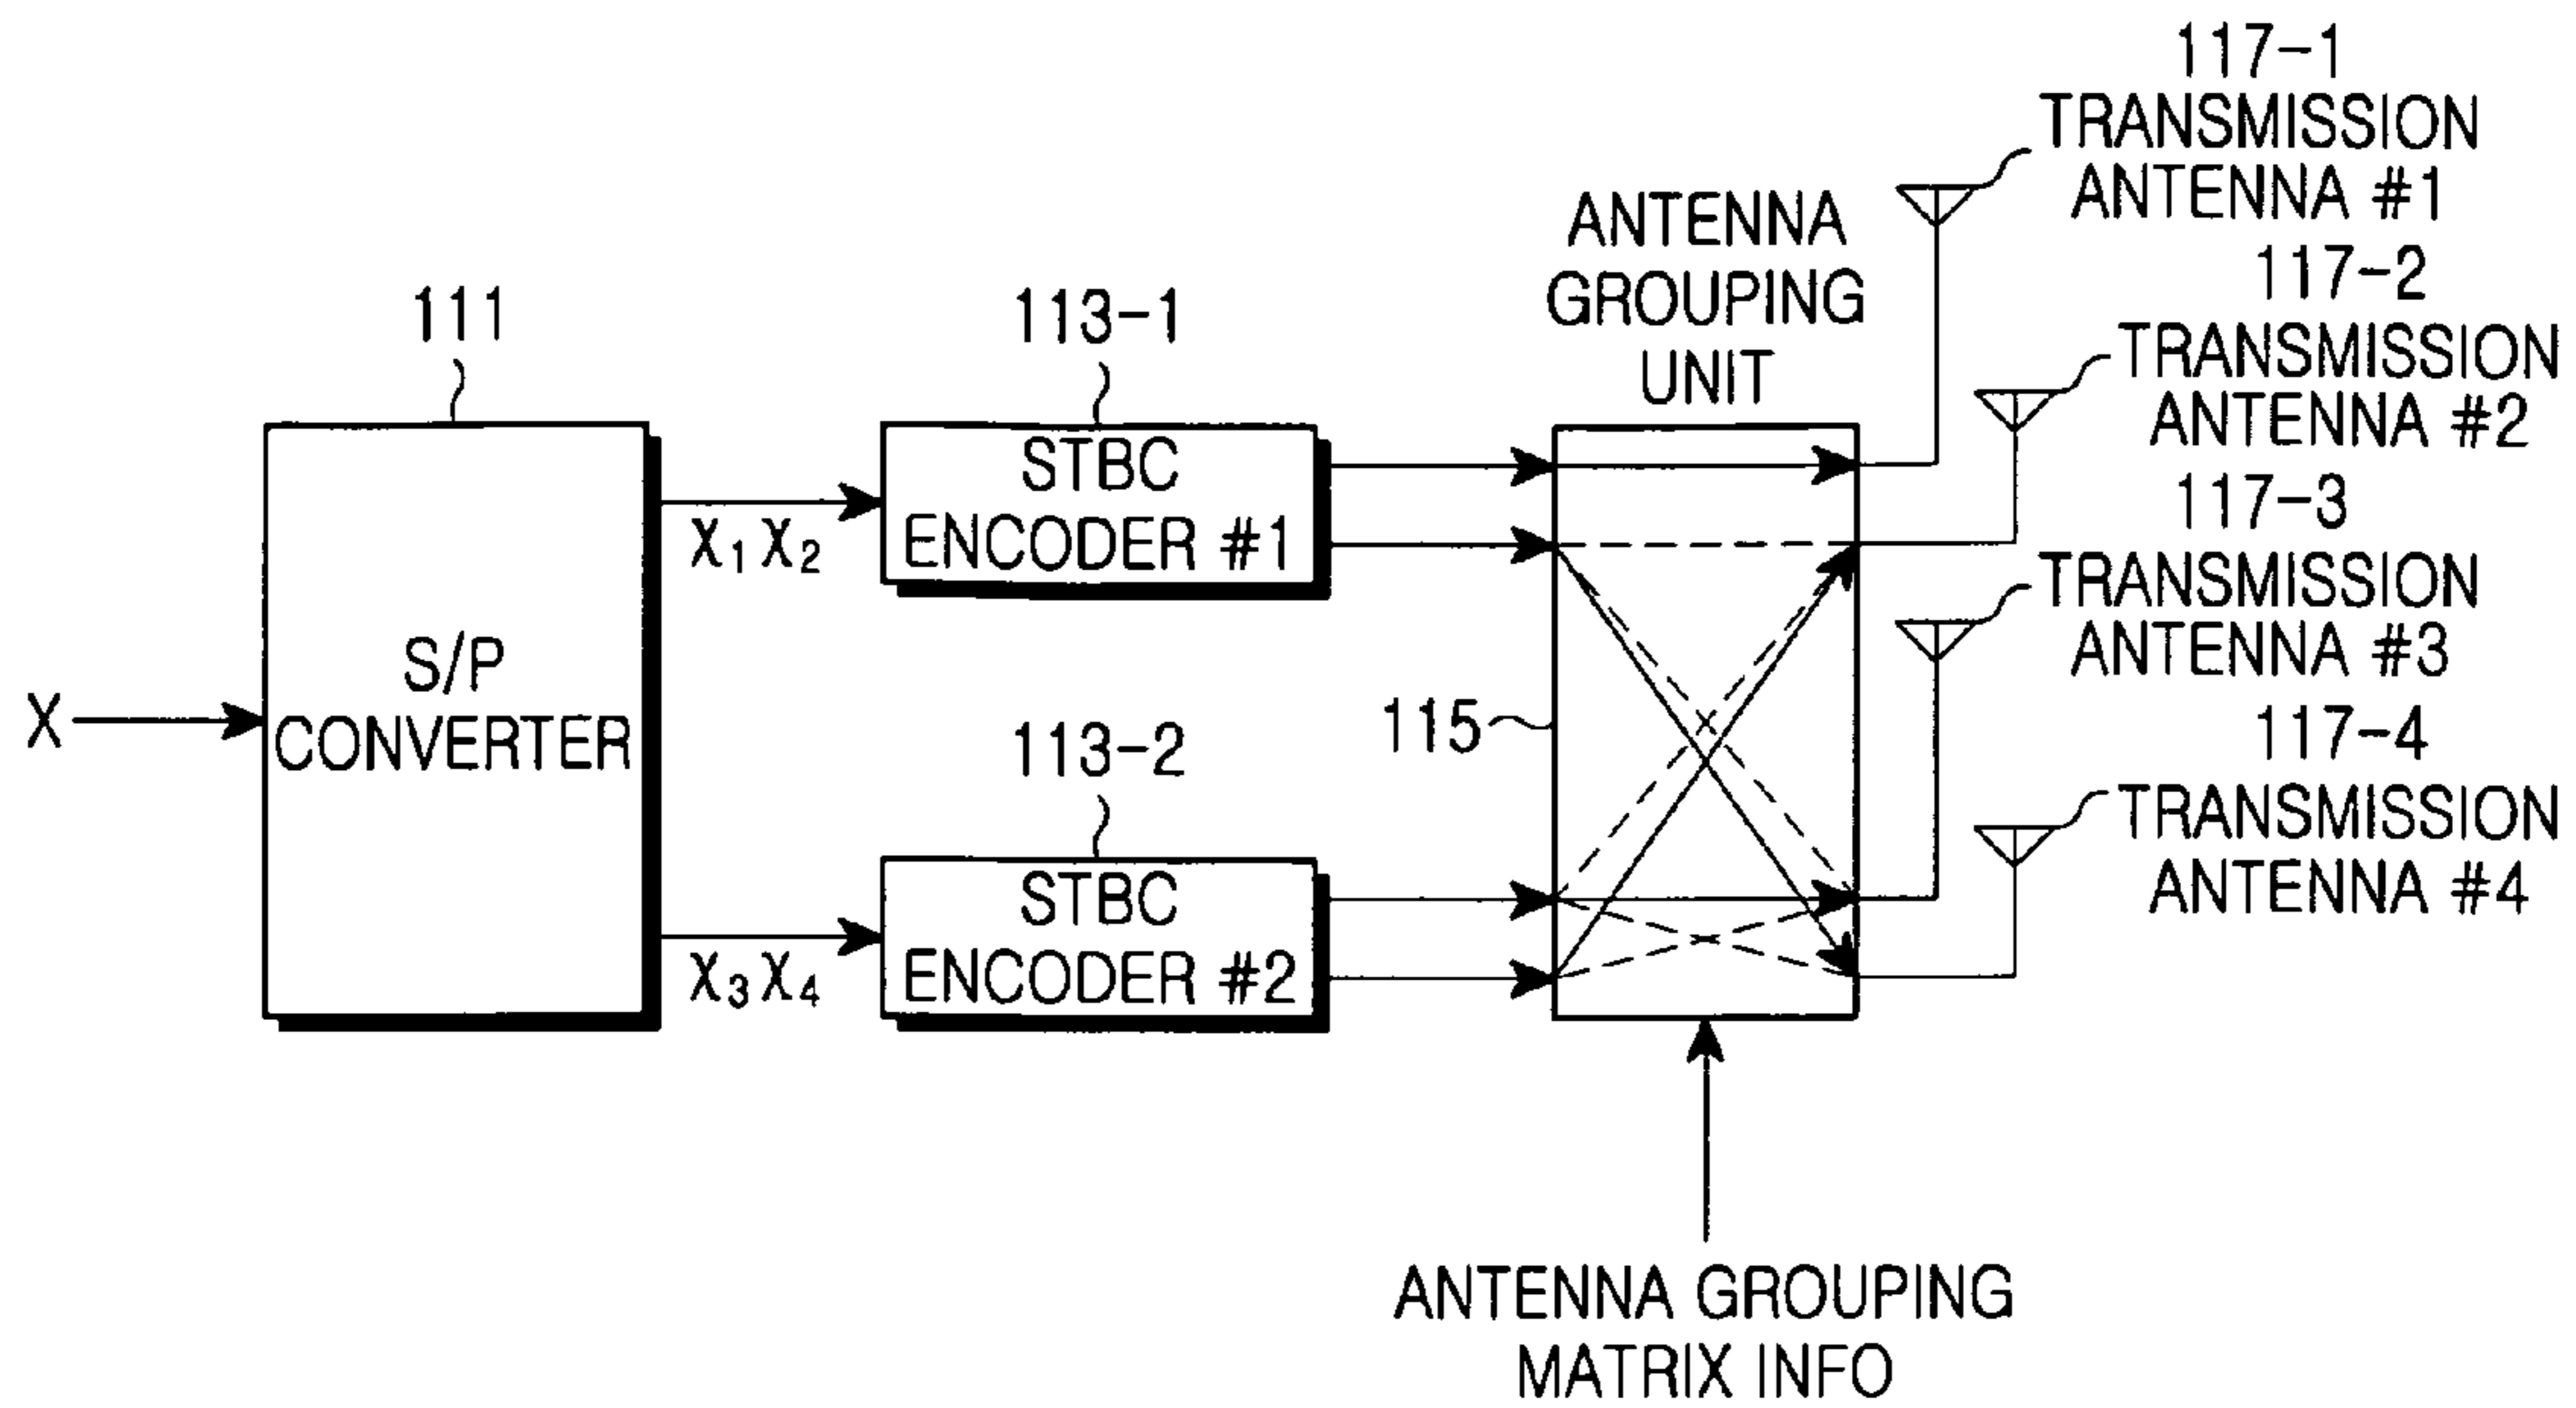 117-1
TRANSMISSION
ANTENNA #1
ANTENNA
GROUPING
UNIT
117-2
TRANSMISSION
ANTENNA #2
111
113-1
STBC
ENCODER #1
X₁ X₂
117-3
TRANSMISSION
ANTENNA #3
S/P
CONVERTER
X
115
113-2
117-4
TRANSMISSION
ANTENNA #4
STBC
ENCODER #2
X₃ X₄
ANTENNA GROUPING
MATRIX INFO